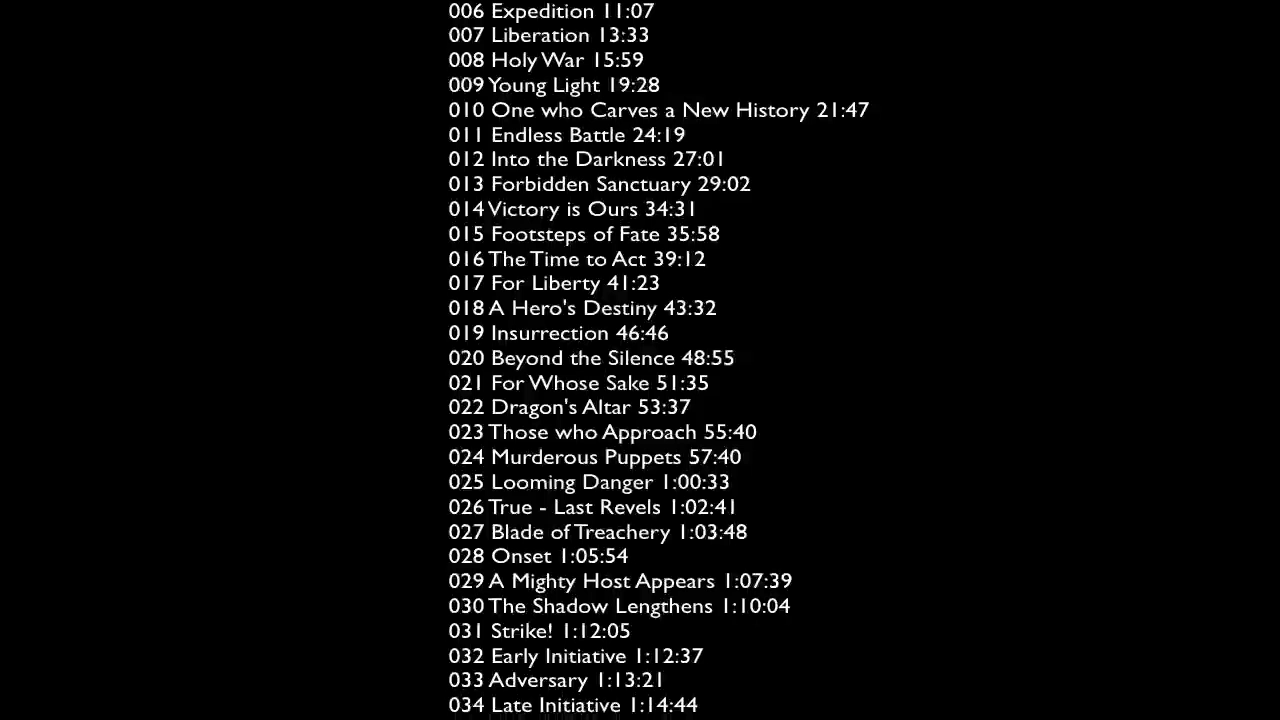 006 Expedition 11:07
007 Liberation 13:33
008 Holy War 15:59
009 Young Light 19:28
010 One who Carves a New History 21:47
011 Endless Battle 24:19
012 Into the Darkness 27:01
013 Forbidden Sanctuary 29:02
014 Victory is Ours 34:31
015 Footsteps of Fate 35:58
016 The Time to Act 39:12
017 For Liberty 41:23
018 A Hero's Destiny 43:32
019 Insurrection 46:46
020 Beyond the Silence 48:55
021 For Whose Sake 51:35
022 Dragon's Altar 53:37
023 Those who Approach 55:40
024 Murderous Puppets 57:40
025 Looming Danger 1:00:33
026 True - Last Revels 1:02:41
027 Blade of Treachery 1:03:48
028 Onset 1:05:54
029 A Mighty Host Appears 1:07:39
030 The Shadow Lengthens 1:10:04
031 Strike! 1:12:05
032 Early Initiative 1:12:37
033 Adversary 1:13:21
034 Late Initiative 1:14:44